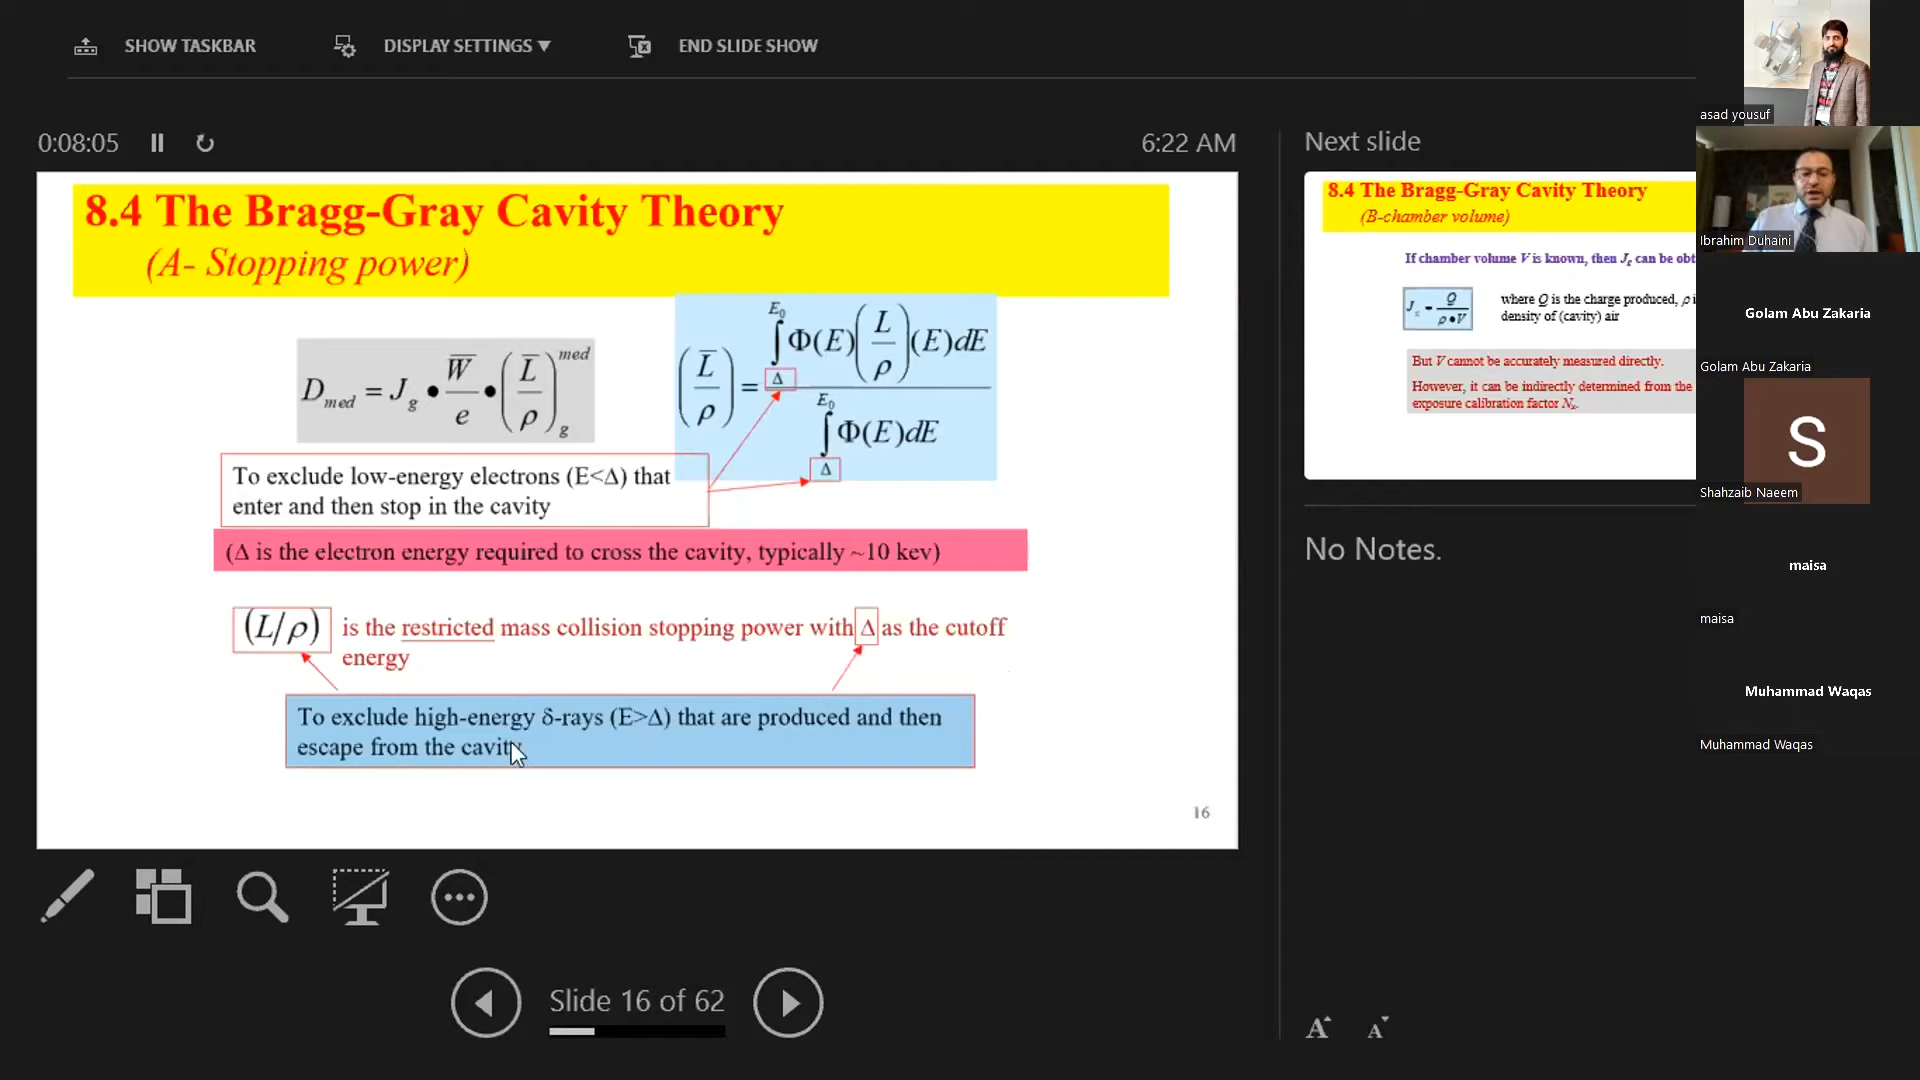 SHOW TASKBAR
DISPLAY SETTINGS ▼
END SLIDE SHOW
0:08:05
6:22 AM
8.4 The Bragg-Gray Cavity Theory
(A- Stopping power)
D_med = J_g • W̄/e • (L̄/ρ)_g^med
(L̄/ρ) = ∫_Δ^E₀ Φ(E)(L/ρ)(E)dE / ∫_Δ^E₀ Φ(E)dE
To exclude low-energy electrons (E<Δ) that
enter and then stop in the cavity
(Δ is the electron energy required to cross the cavity, typically ~10 kev)
(L/ρ) is the restricted mass collision stopping power with Δ as the cutoff
energy
To exclude high-energy δ-rays (E>Δ) that are produced and then
escape from the cavity
16
Slide 16 of 62
Next slide
8.4 The Bragg-Gray Cavity Theory
(B-chamber volume)
If chamber volume V is known, then J_g can be obt
J_g = Q/ρ•V
where Q is the charge produced, ρ i
density of (cavity) air
But V cannot be accurately measured directly.
However, it can be indirectly determined from the
exposure calibration factor Nₓ.
No Notes.
A A
asad yousuf
Ibrahim Duhaini
Golam Abu Zakaria
Golam Abu Zakaria
S
Shahzaib Naeem
maisa
maisa
Muhammad Waqas
Muhammad Waqas